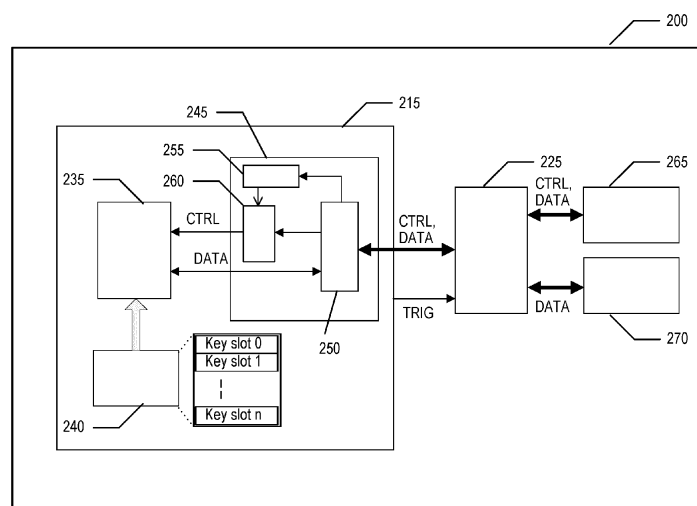 200
215
245
255
260
235
225
265
CTRL
DATA
CTRL,
DATA
CTRL,
DATA
DATA
TRIG
250
270
Key slot 0
Key slot 1
Key slot n
240